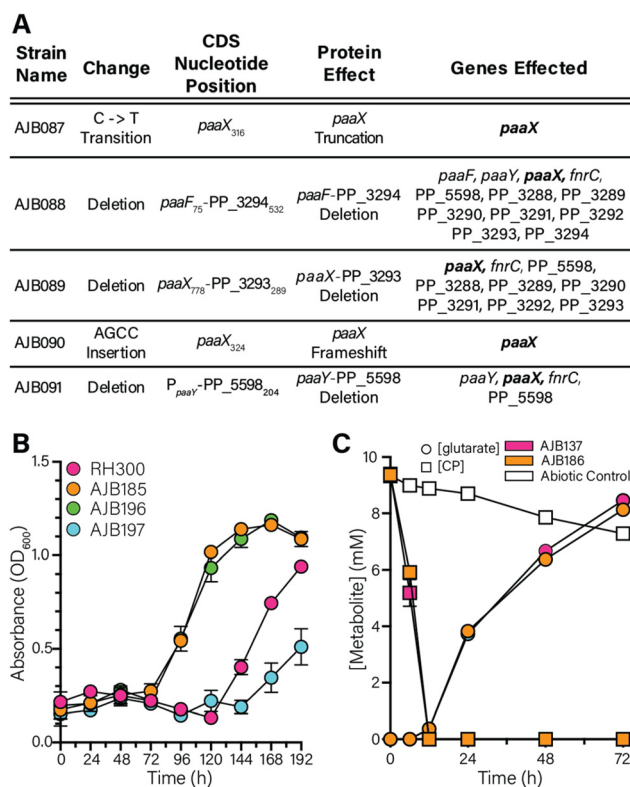 A
Strain Name Change CDS Nucleotide Position Protein Effect Genes Effected
AJB087 C -> T Transition paaX316 paaX Truncation paaX
AJB088 Deletion paaF75-PP_3294532 paaF-PP_3294 Deletion paaF, paaY, paaX, fnrC, PP_5598, PP_3288, PP_3289 PP_3290, PP_3291, PP_3292 PP_3293, PP_3294
AJB089 Deletion paaX778-PP_3293289 paaX-PP_3293 Deletion paaX, fnrC, PP_5598, PP_3288, PP_3289, PP_3290 PP_3291, PP_3292, PP_3293
AJB090 AGCC Insertion paaX324 paaX Frameshift paaX
AJB091 Deletion PpaaY-PP_5598204 paaY-PP_5598 Deletion paaY, paaX, fnrC, PP_5598
B
1.5
1.0
0.5
0.0
Absorbance (OD600)
RH300
AJB185
AJB196
AJB197
0 24 48 72 96 120 144 168 192
Time (h)
C
10
8
6
4
2
0
[Metabolite] (mM)
[glutarate]
[CP]
AJB137
AJB186
Abiotic Control
0 24 48 72
Time (h)